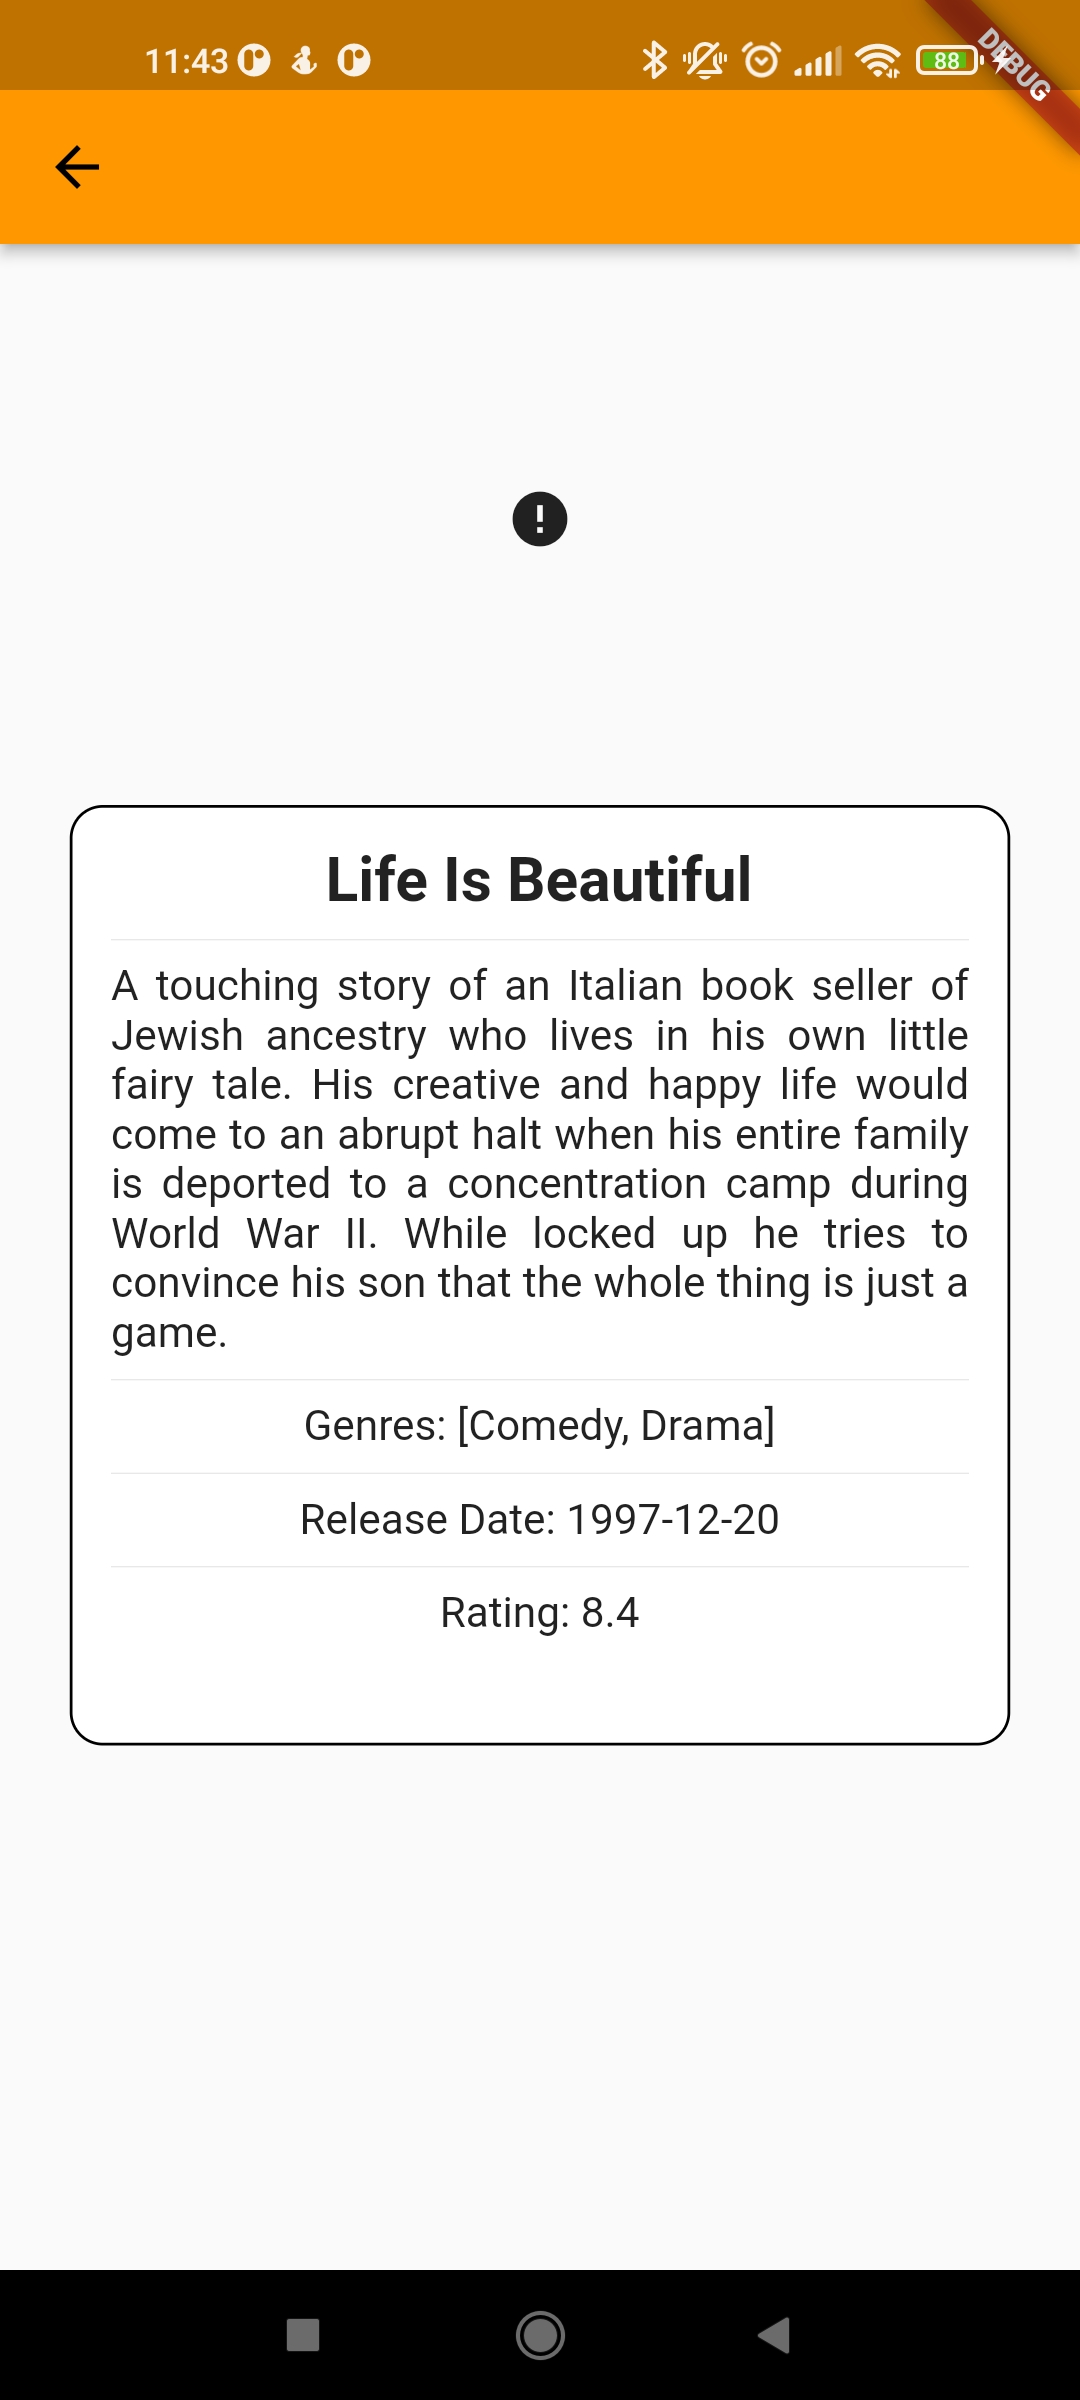 11:43
88
DEBUG
!
Life Is Beautiful
A touching story of an Italian book seller of
Jewish ancestry who lives in his own little
fairy tale. His creative and happy life would
come to an abrupt halt when his entire family
is deported to a concentration camp during
World War II. While locked up he tries to
convince his son that the whole thing is just a
game.
Genres: [Comedy, Drama]
Release Date: 1997-12-20
Rating: 8.4